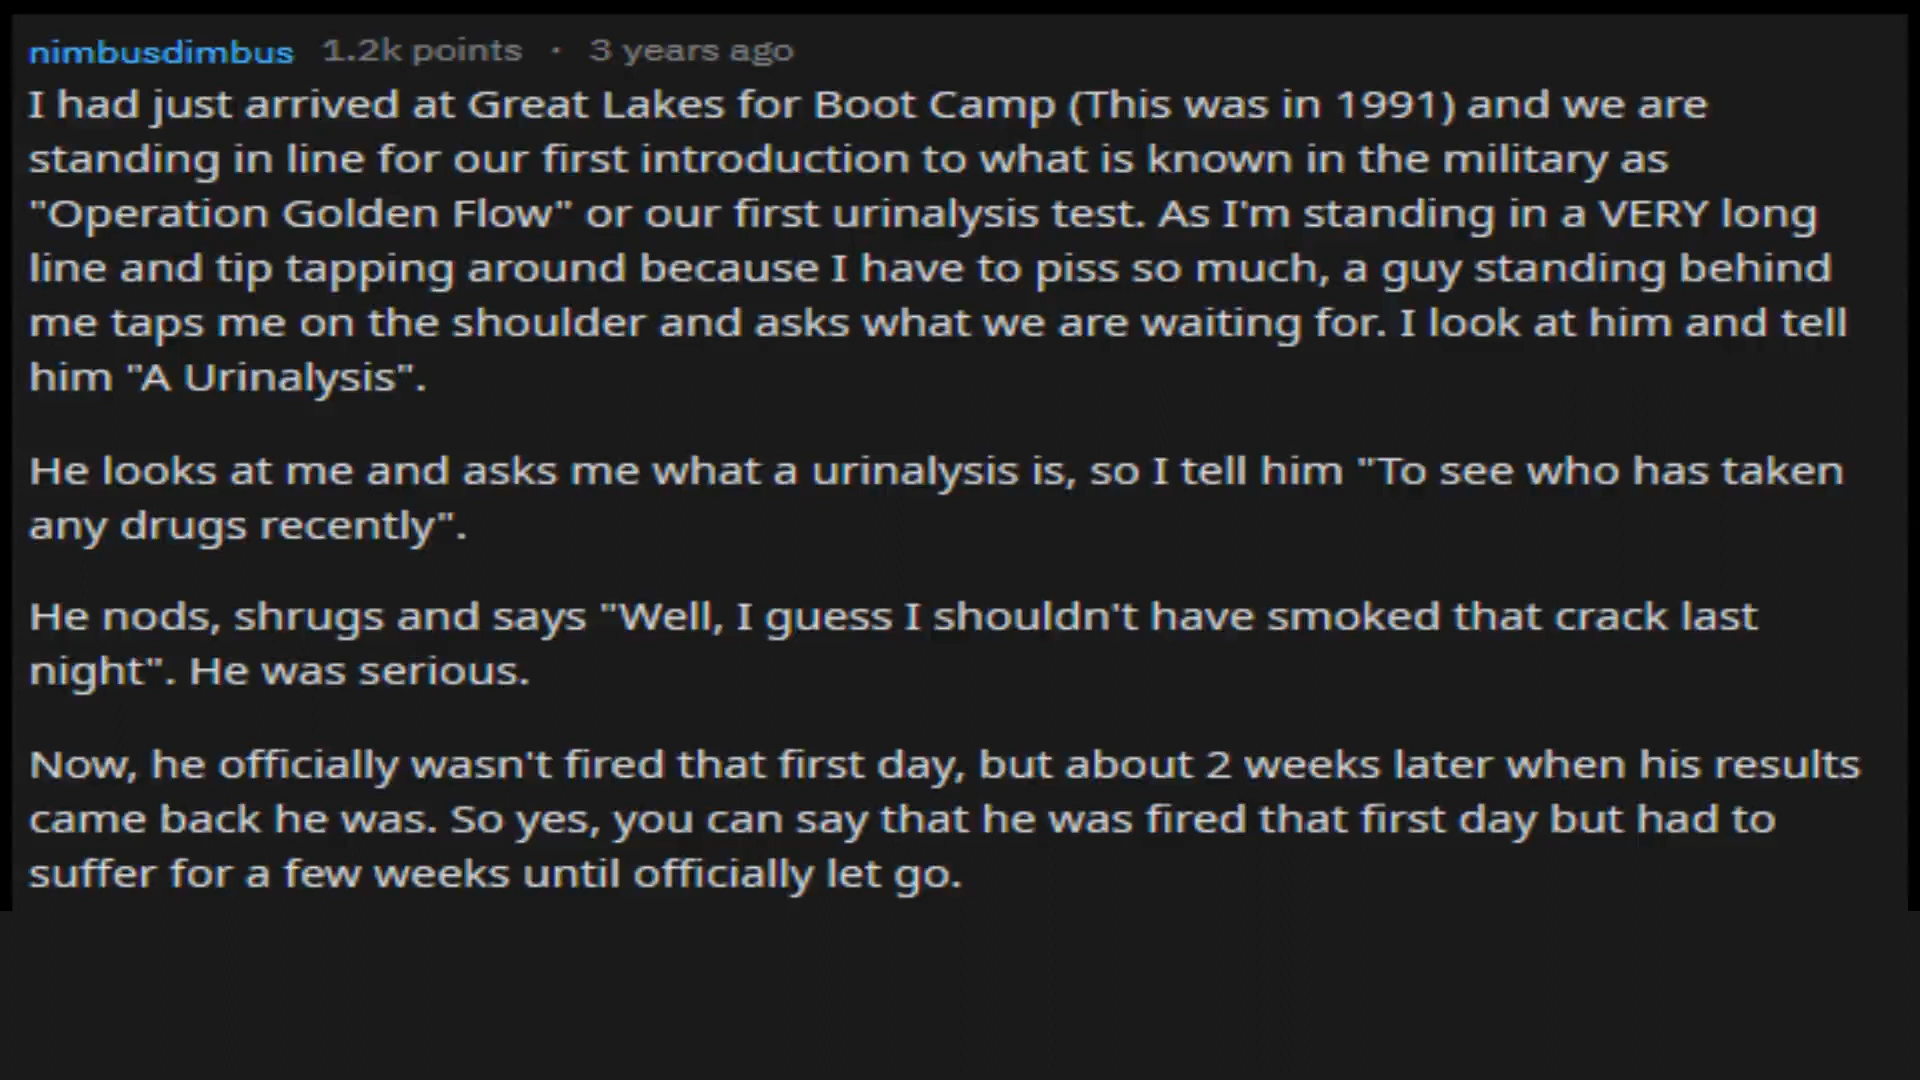 nimbusdimbus 1.2k points · 3 years ago
I had just arrived at Great Lakes for Boot Camp (This was in 1991) and we are
standing in line for our first introduction to what is known in the military as
"Operation Golden Flow" or our first urinalysis test. As I'm standing in a VERY long
line and tip tapping around because I have to piss so much, a guy standing behind
me taps me on the shoulder and asks what we are waiting for. I look at him and tell
him "A Urinalysis".
He looks at me and asks me what a urinalysis is, so I tell him "To see who has taken
any drugs recently".
He nods, shrugs and says "Well, I guess I shouldn't have smoked that crack last
night". He was serious.
Now, he officially wasn't fired that first day, but about 2 weeks later when his results
came back he was. So yes, you can say that he was fired that first day but had to
suffer for a few weeks until officially let go.